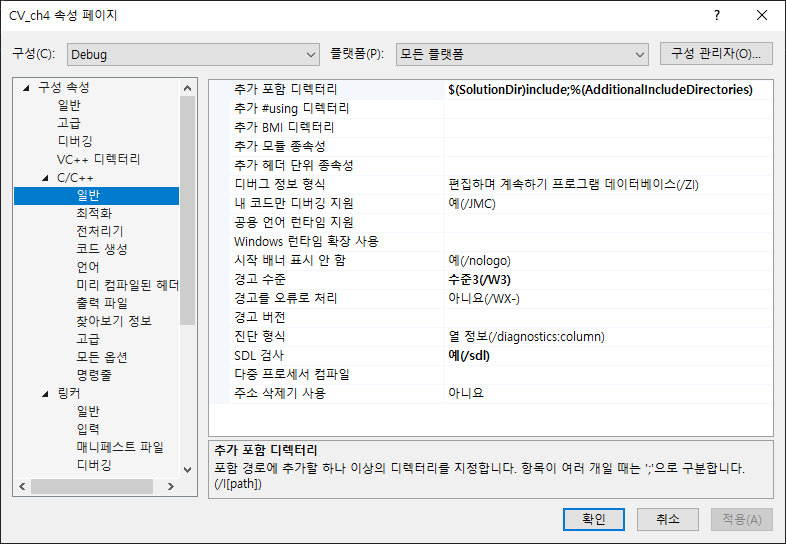 CV_ch4 속성 페이지
구성(C): Debug 플랫폼(P): 모든 플랫폼 구성 관리자(O)...
구성 속성
일반
고급
디버깅
VC++ 디렉터리
C/C++
일반
최적화
전처리기
코드 생성
언어
미리 컴파일된 헤더
출력 파일
찾아보기 정보
고급
모든 옵션
명령줄
링커
일반
입력
매니페스트 파일
디버깅
추가 포함 디렉터리 $(SolutionDir)include;%(AdditionalIncludeDirectories)
추가 #using 디렉터리
추가 BMI 디렉터리
추가 모듈 종속성
추가 헤더 단위 종속성
디버그 정보 형식 편집하며 계속하기 프로그램 데이터베이스(/ZI)
내 코드만 디버깅 지원 예(/JMC)
공용 언어 런타임 지원
Windows 런타임 확장 사용
시작 배너 표시 안 함 예(/nologo)
경고 수준 수준3(/W3)
경고를 오류로 처리 아니요(/WX-)
경고 버전
진단 형식 열 정보(/diagnostics:column)
SDL 검사 예(/sdl)
다중 프로세서 컴파일
주소 삭제기 사용 아니요
추가 포함 디렉터리
포함 경로에 추가할 하나 이상의 디렉터리를 지정합니다. 항목이 여러 개일 때는 ';'으로 구분합니다.
(/I[path])
확인 취소 적용(A)